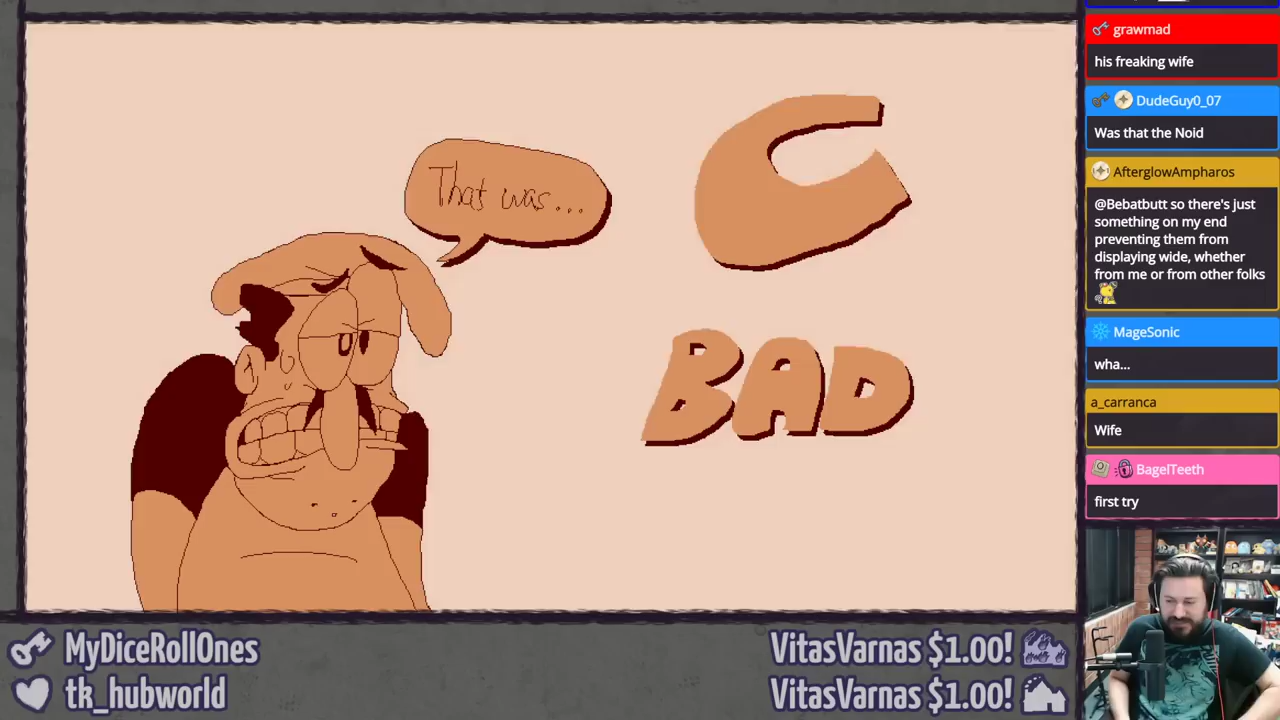 That was...
C
BAD
grawmad
his freaking wife
DudeGuy0_07
Was that the Noid
AfterglowAmpharos
@Bebatbutt so there's just
something on my end
preventing them from
displaying wide, whether
from me or from other folks
MageSonic
wha...
a_carranca
Wife
BagelTeeth
first try
MyDiceRollOnes
tk_hubworld
VitasVarnas $1.00!
VitasVarnas $1.00!